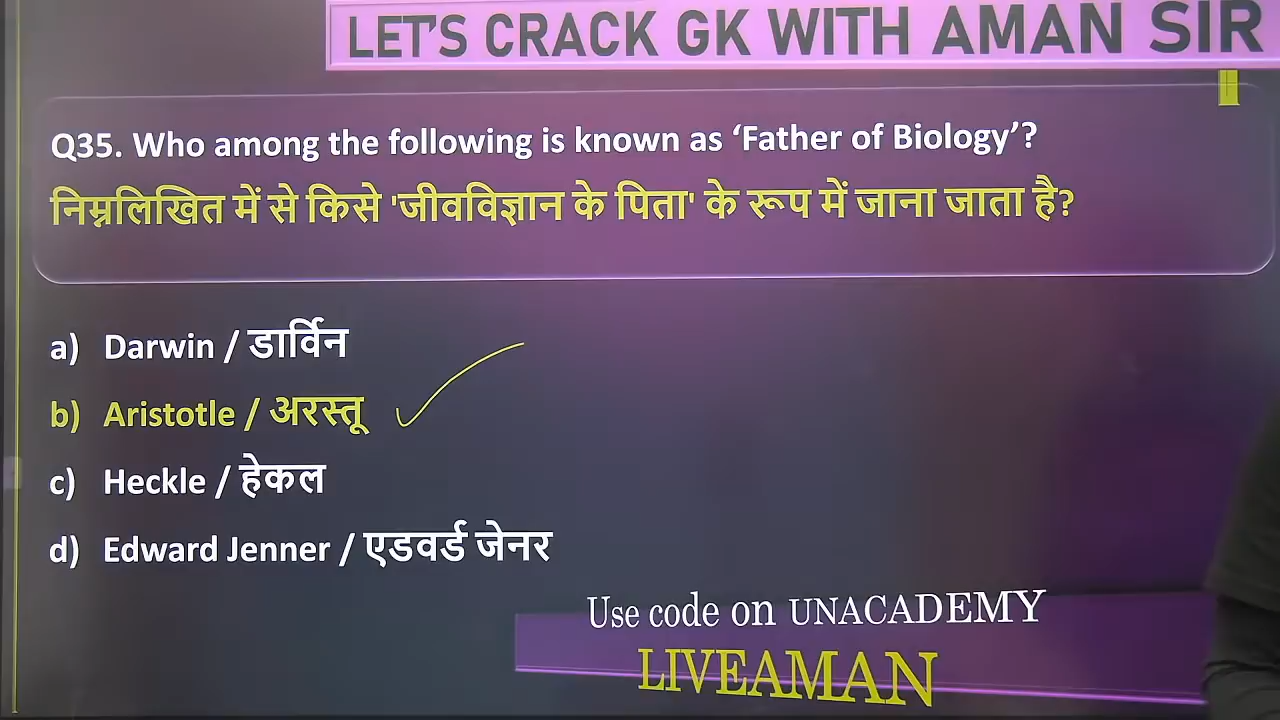 LET'S CRACK GK WITH AMAN SIR
Q35. Who among the following is known as ‘Father of Biology’?
निम्नलिखित में से किसे 'जीवविज्ञान के पिता' के रूप में जाना जाता है?
a) Darwin / डार्विन
b) Aristotle / अरस्तू
c) Heckle / हेकल
d) Edward Jenner / एडवर्ड जेनर
Use code on UNACADEMY
LIVEAMAN